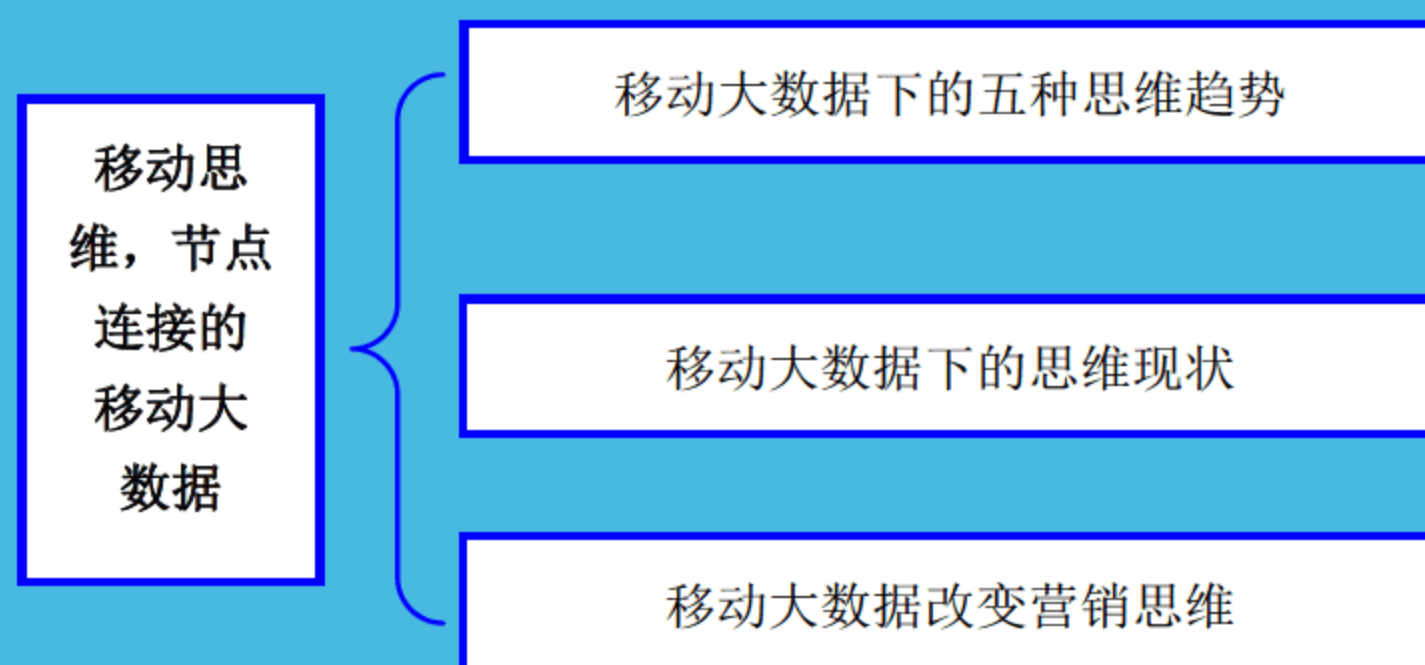 移动思
维，节点
连接的
移动大
数据
移动大数据下的五种思维趋势
移动大数据下的思维现状
移动大数据改变营销思维